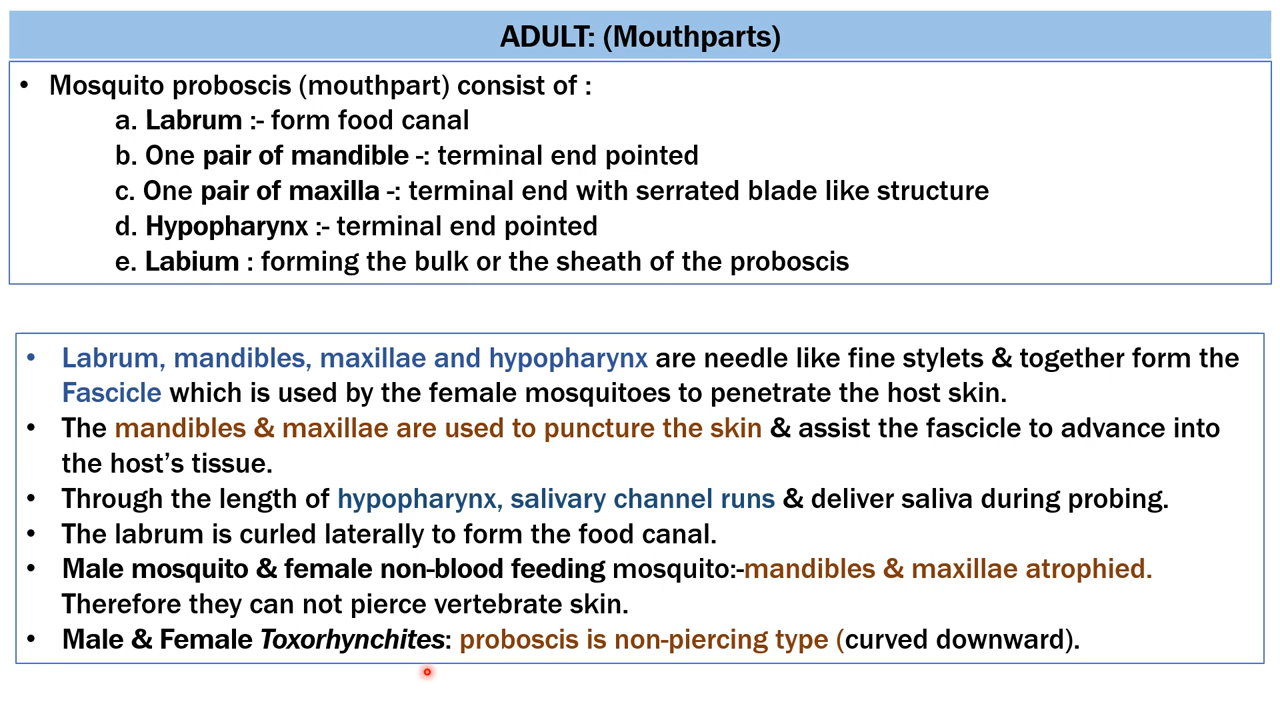 ADULT: (Mouthparts)
• Mosquito proboscis (mouthpart) consist of :
a. Labrum :- form food canal
b. One pair of mandible -: terminal end pointed
c. One pair of maxilla -: terminal end with serrated blade like structure
d. Hypopharynx :- terminal end pointed
e. Labium : forming the bulk or the sheath of the proboscis
• Labrum, mandibles, maxillae and hypopharynx are needle like fine stylets & together form the
Fascicle which is used by the female mosquitoes to penetrate the host skin.
• The mandibles & maxillae are used to puncture the skin & assist the fascicle to advance into
the host's tissue.
• Through the length of hypopharynx, salivary channel runs & deliver saliva during probing.
• The labrum is curled laterally to form the food canal.
• Male mosquito & female non-blood feeding mosquito:-mandibles & maxillae atrophied.
Therefore they can not pierce vertebrate skin.
• Male & Female Toxorhynchites: proboscis is non-piercing type (curved downward).